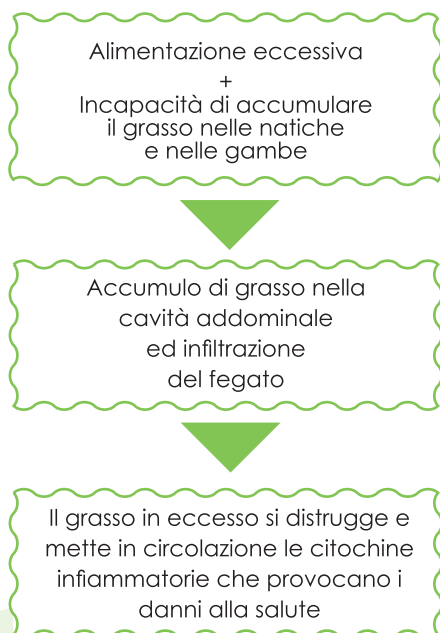 Alimentazione eccessiva
+
Incapacità di accumulare
il grasso nelle natiche
e nelle gambe
Accumulo di grasso nella
cavità addominale
ed infiltrazione
del fegato
Il grasso in eccesso si distrugge e
mette in circolazione le citochine
infiammatorie che provocano i
danni alla salute